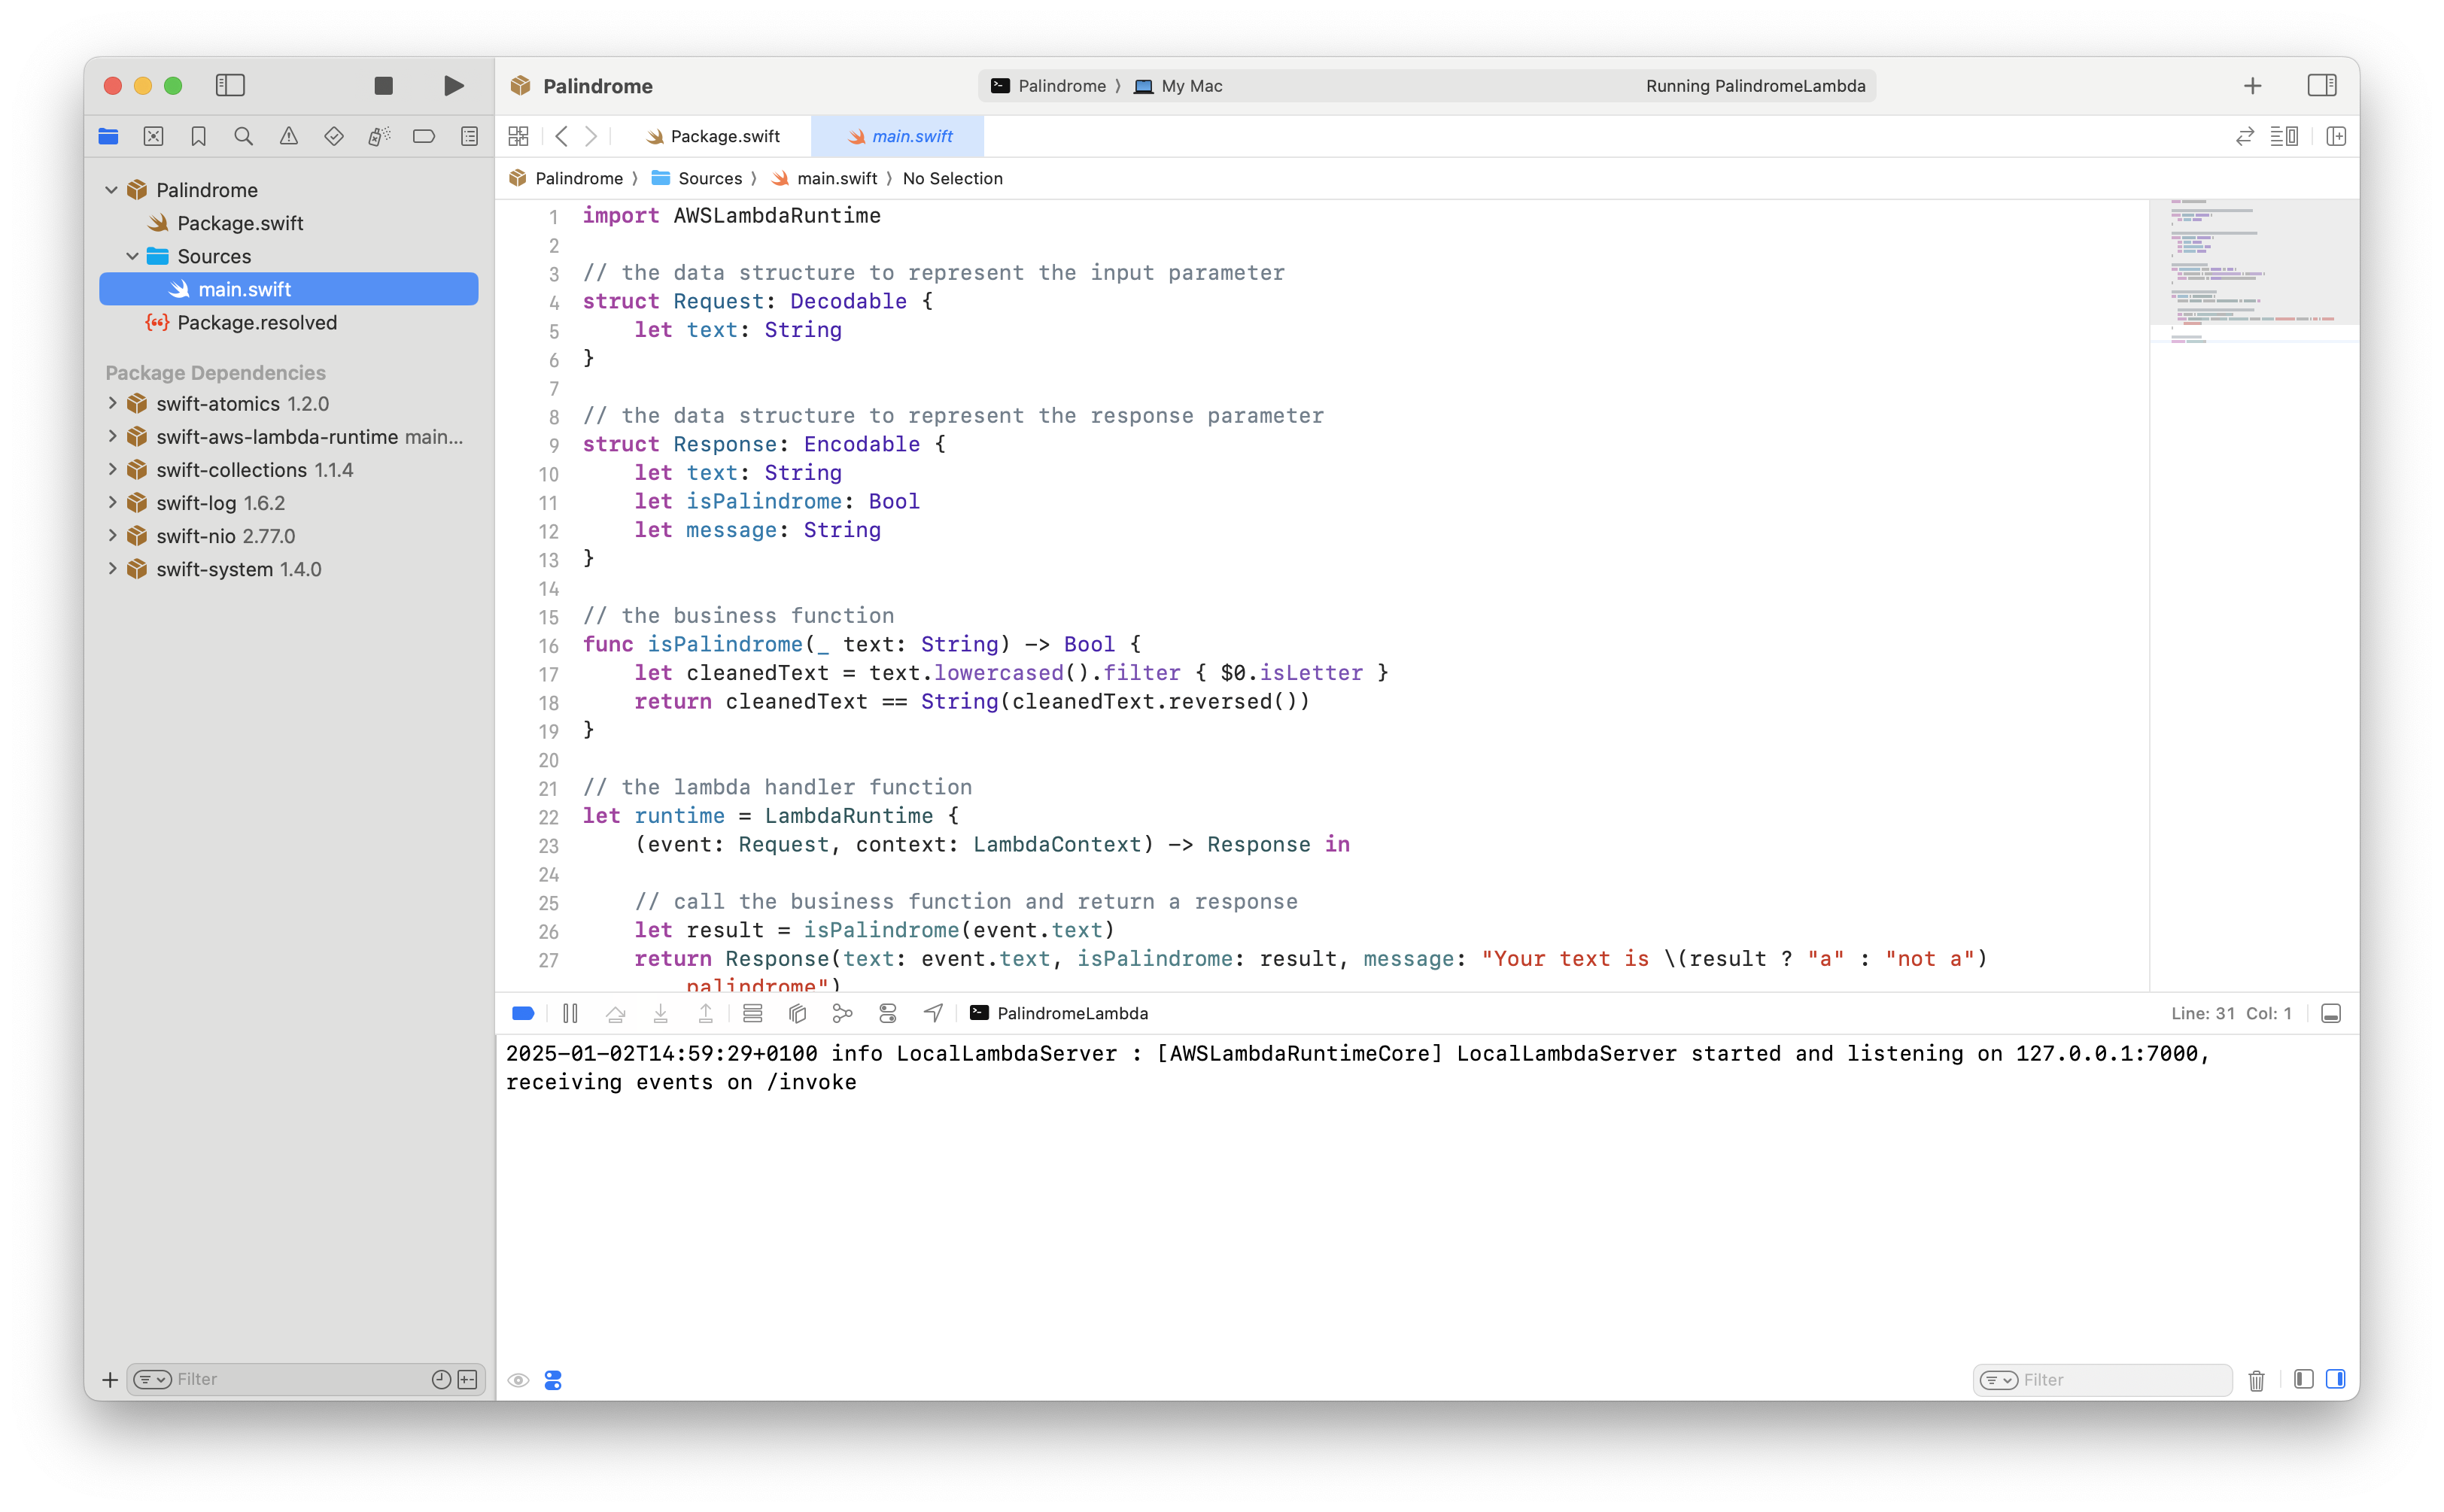 Palindrome
Palindrome 〉 My Mac
Running PalindromeLambda
Package.swift
main.swift
Palindrome 〉 Sources 〉 main.swift 〉 No Selection
Palindrome
Package.swift
Sources
main.swift
Package.resolved
Package Dependencies
swift-atomics 1.2.0
swift-aws-lambda-runtime main...
swift-collections 1.1.4
swift-log 1.6.2
swift-nio 2.77.0
swift-system 1.4.0
Filter
1 import AWSLambdaRuntime
2
3 // the data structure to represent the input parameter
4 struct Request: Decodable {
5     let text: String
6 }
7
8 // the data structure to represent the response parameter
9 struct Response: Encodable {
10     let text: String
11     let isPalindrome: Bool
12     let message: String
13 }
14
15 // the business function
16 func isPalindrome(_ text: String) -> Bool {
17     let cleanedText = text.lowercased().filter { $0.isLetter }
18     return cleanedText == String(cleanedText.reversed())
19 }
20
21 // the lambda handler function
22 let runtime = LambdaRuntime {
23     (event: Request, context: LambdaContext) -> Response in
24
25     // call the business function and return a response
26     let result = isPalindrome(event.text)
27     return Response(text: event.text, isPalindrome: result, message: "Your text is \(result ? "a" : "not a")
palindrome")
PalindromeLambda
Line: 31 Col: 1
2025-01-02T14:59:29+0100 info LocalLambdaServer : [AWSLambdaRuntimeCore] LocalLambdaServer started and listening on 127.0.0.1:7000,
receiving events on /invoke
Filter